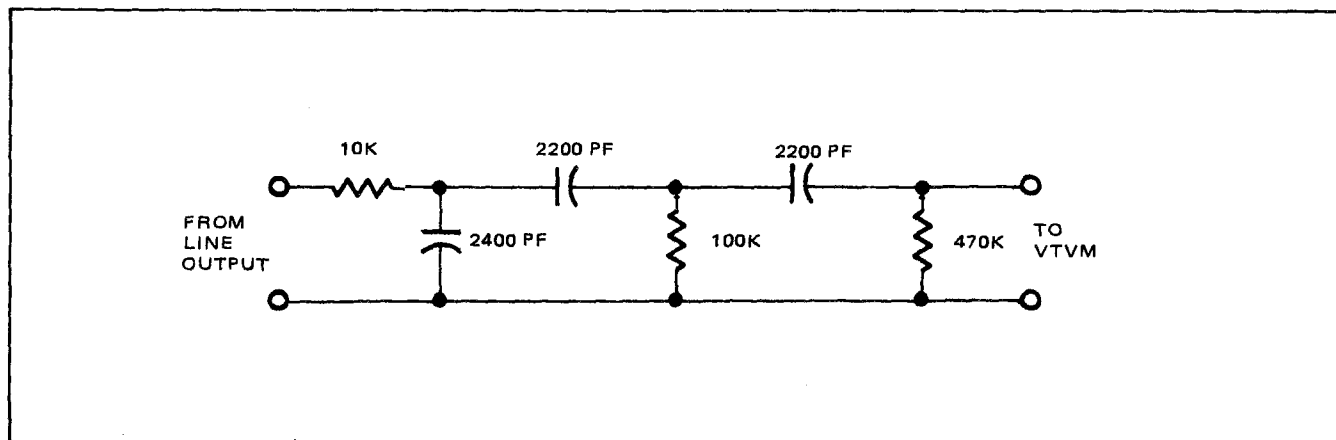 10K
2200 PF
2200 PF
FROM
LINE
OUTPUT
2400 PF
100K
470K
TO
VTVM